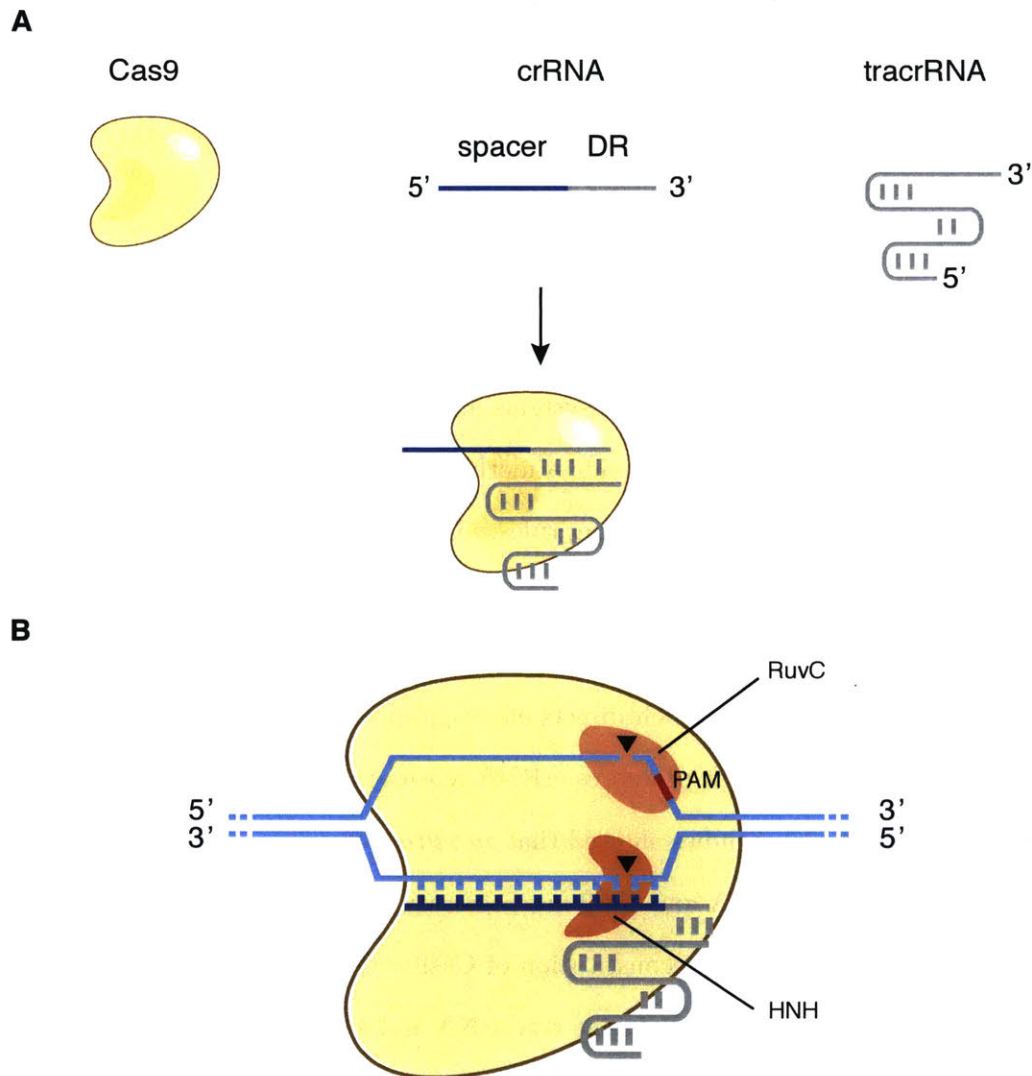 A
Cas9
crRNA
tracrRNA
spacer DR
5’ 3’
3’
5’
B
RuvC
PAM
5’ 3’
3’ 5’
HNH